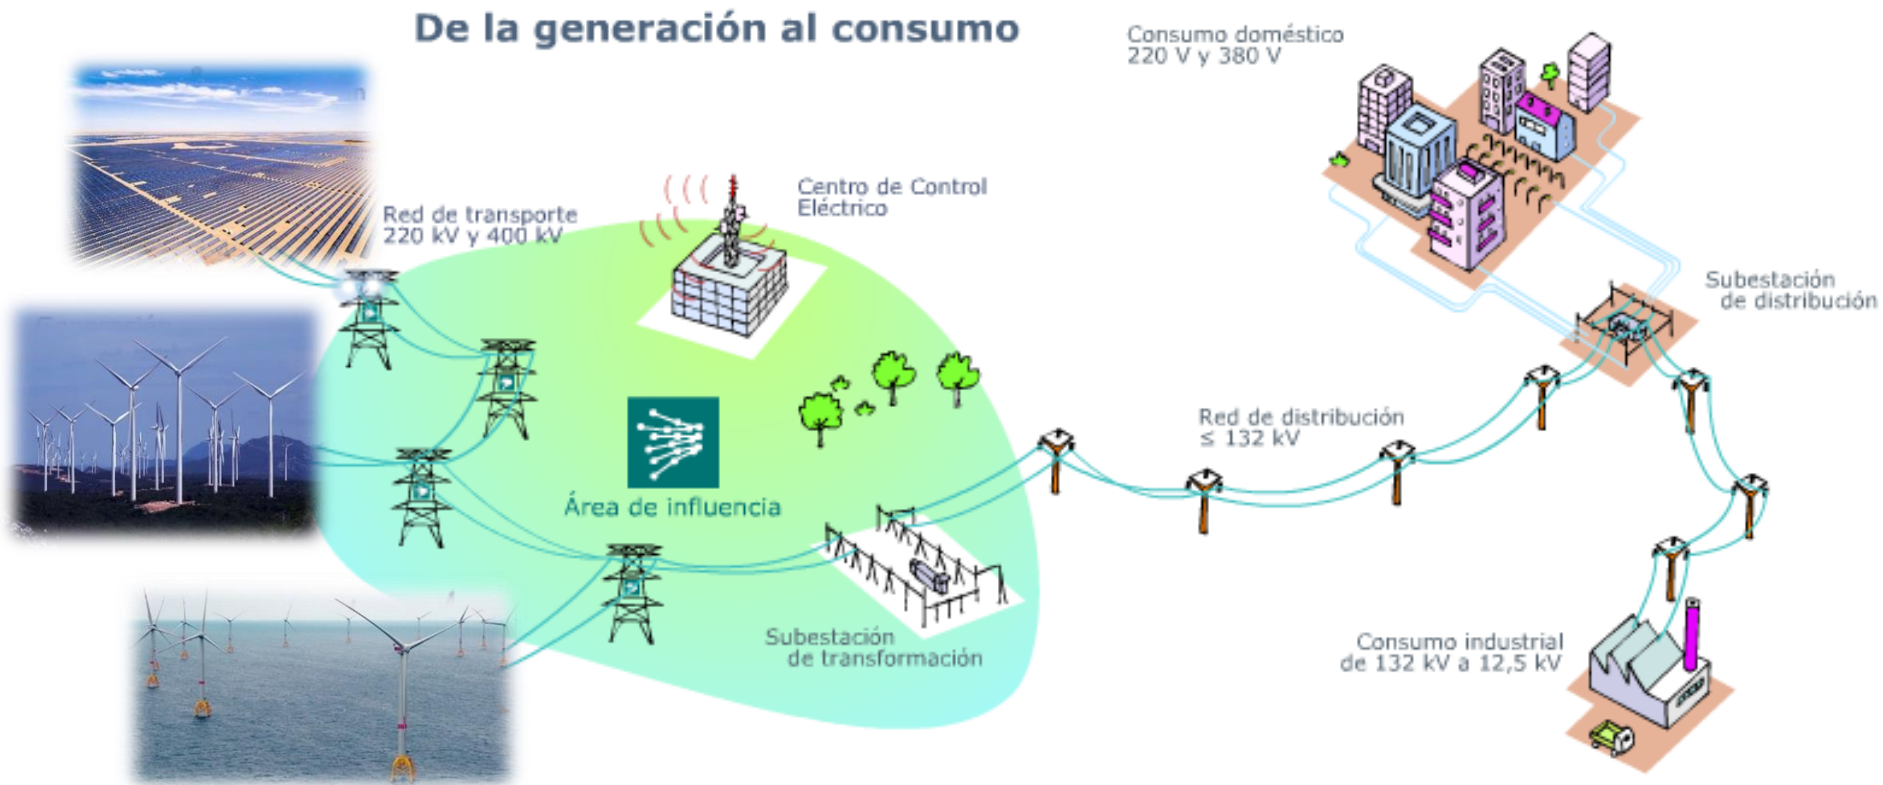 De la generación al consumo
Consumo doméstico
220 V y 380 V
Red de transporte
220 kV y 400 kV
Centro de Control
Eléctrico
Subestación
de distribución
Red de distribución
≤ 132 kV
Área de influencia
Subestación
de transformación
Consumo industrial
de 132 kV a 12,5 kV